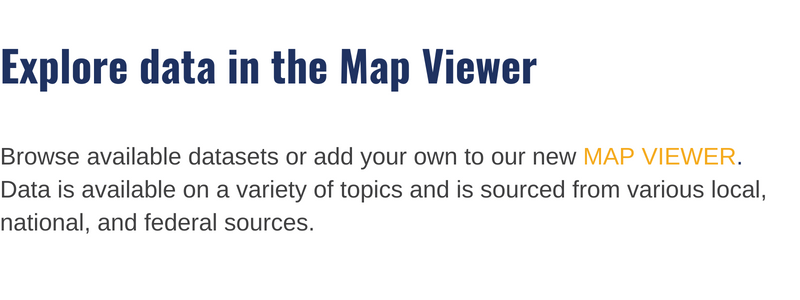 Explore data in the Map Viewer
Browse available datasets or add your own to our new MAP VIEWER.
Data is available on a variety of topics and is sourced from various local,
national, and federal sources.